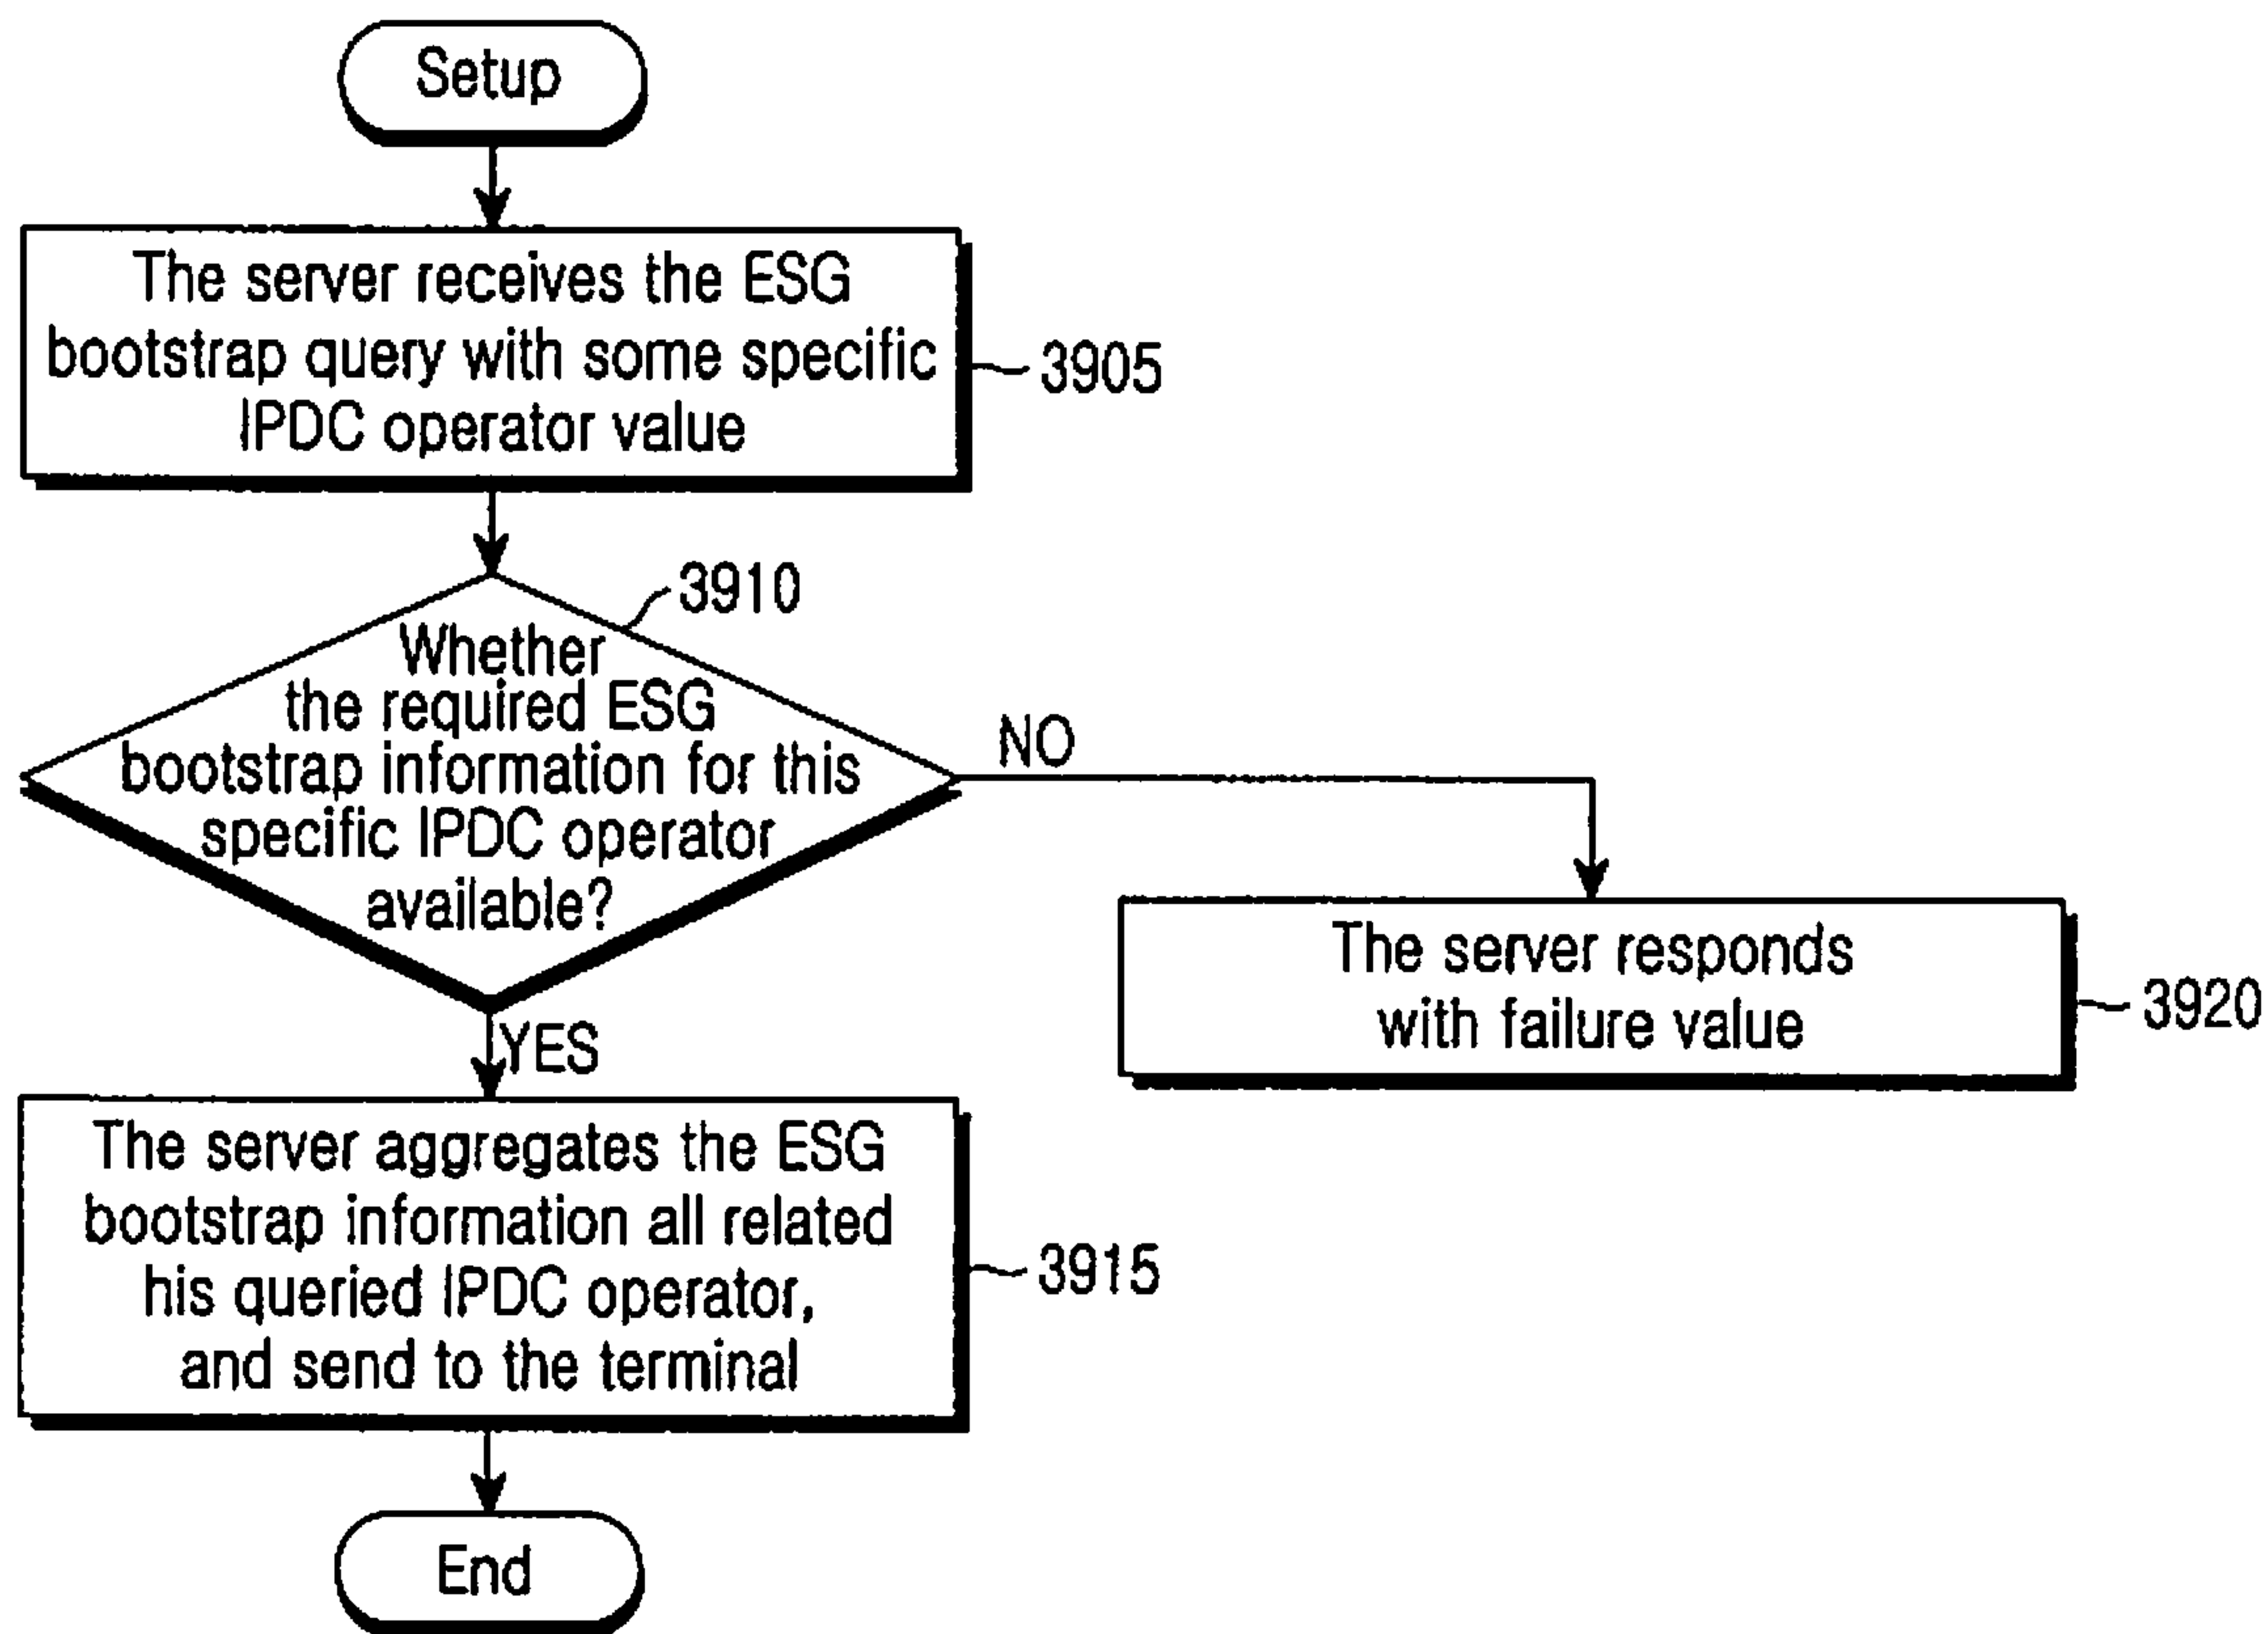 Setup
The server receives the ESG
bootstrap query with some specific
IPDC operator value
3905
3910
Whether
the required ESG
bootstrap information for this
specific IPDC operator
available?
NO
The server responds
with failure value
3920
YES
The server aggregates the ESG
bootstrap information all related
his queried IPDC operator,
and send to the terminal
3915
End